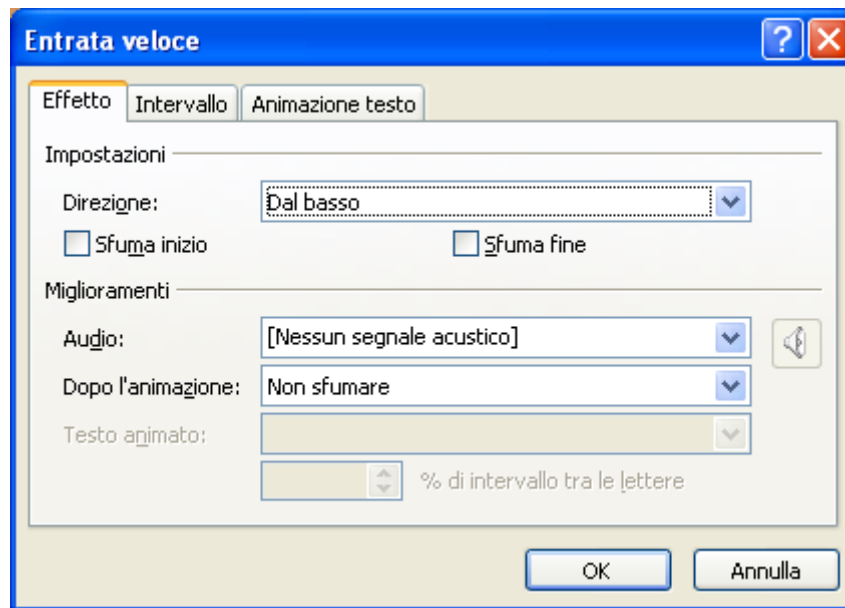 Entrata veloce
Effetto Intervallo Animazione testo
Impostazioni
Direzione: Dal basso
Sfuma inizio Sfuma fine
Miglioramenti
Audio: [Nessun segnale acustico]
Dopo l'animazione: Non sfumare
Testo animato:
% di intervallo tra le lettere
OK Annulla